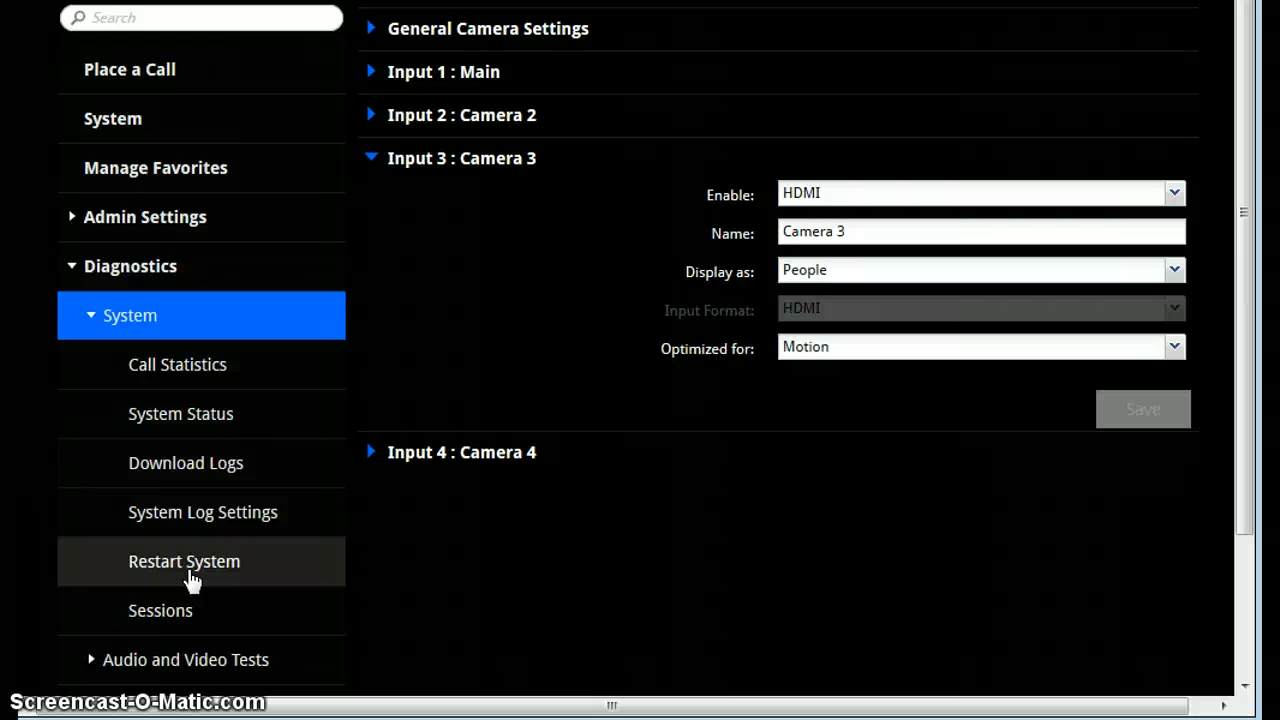 Search
Place a Call
System
Manage Favorites
Admin Settings
Diagnostics
System
Call Statistics
System Status
Download Logs
System Log Settings
Restart System
Sessions
Audio and Video Tests
General Camera Settings
Input 1 : Main
Input 2 : Camera 2
Input 3 : Camera 3
Enable: HDMI
Name: Camera 3
Display as: People
Input Format: HDMI
Optimized for: Motion
Save
Input 4 : Camera 4
Screencast-O-Matic.com